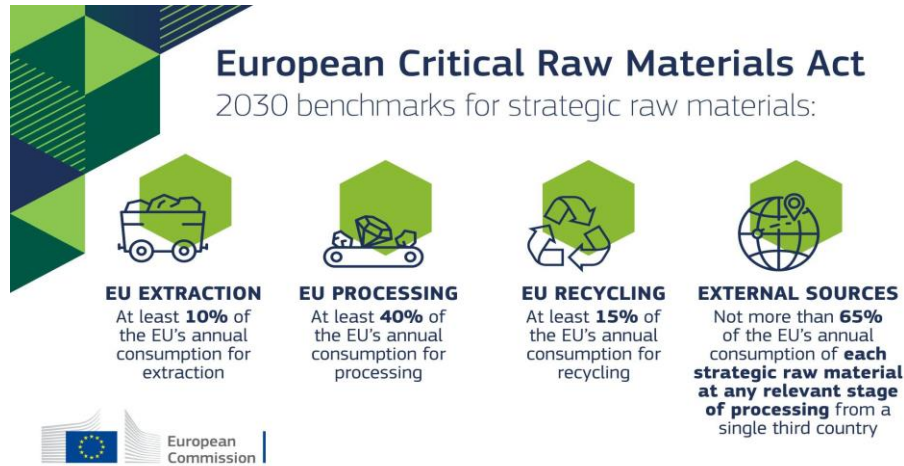 European Critical Raw Materials Act
2030 benchmarks for strategic raw materials:
EU EXTRACTION
At least 10% of
the EU's annual
consumption for
extraction
EU PROCESSING
At least 40% of
the EU's annual
consumption for
processing
EU RECYCLING
At least 15% of
the EU's annual
consumption for
recycling
EXTERNAL SOURCES
Not more than 65%
of the EU's annual
consumption of each
strategic raw material
at any relevant stage
of processing from a
single third country
European
Commission